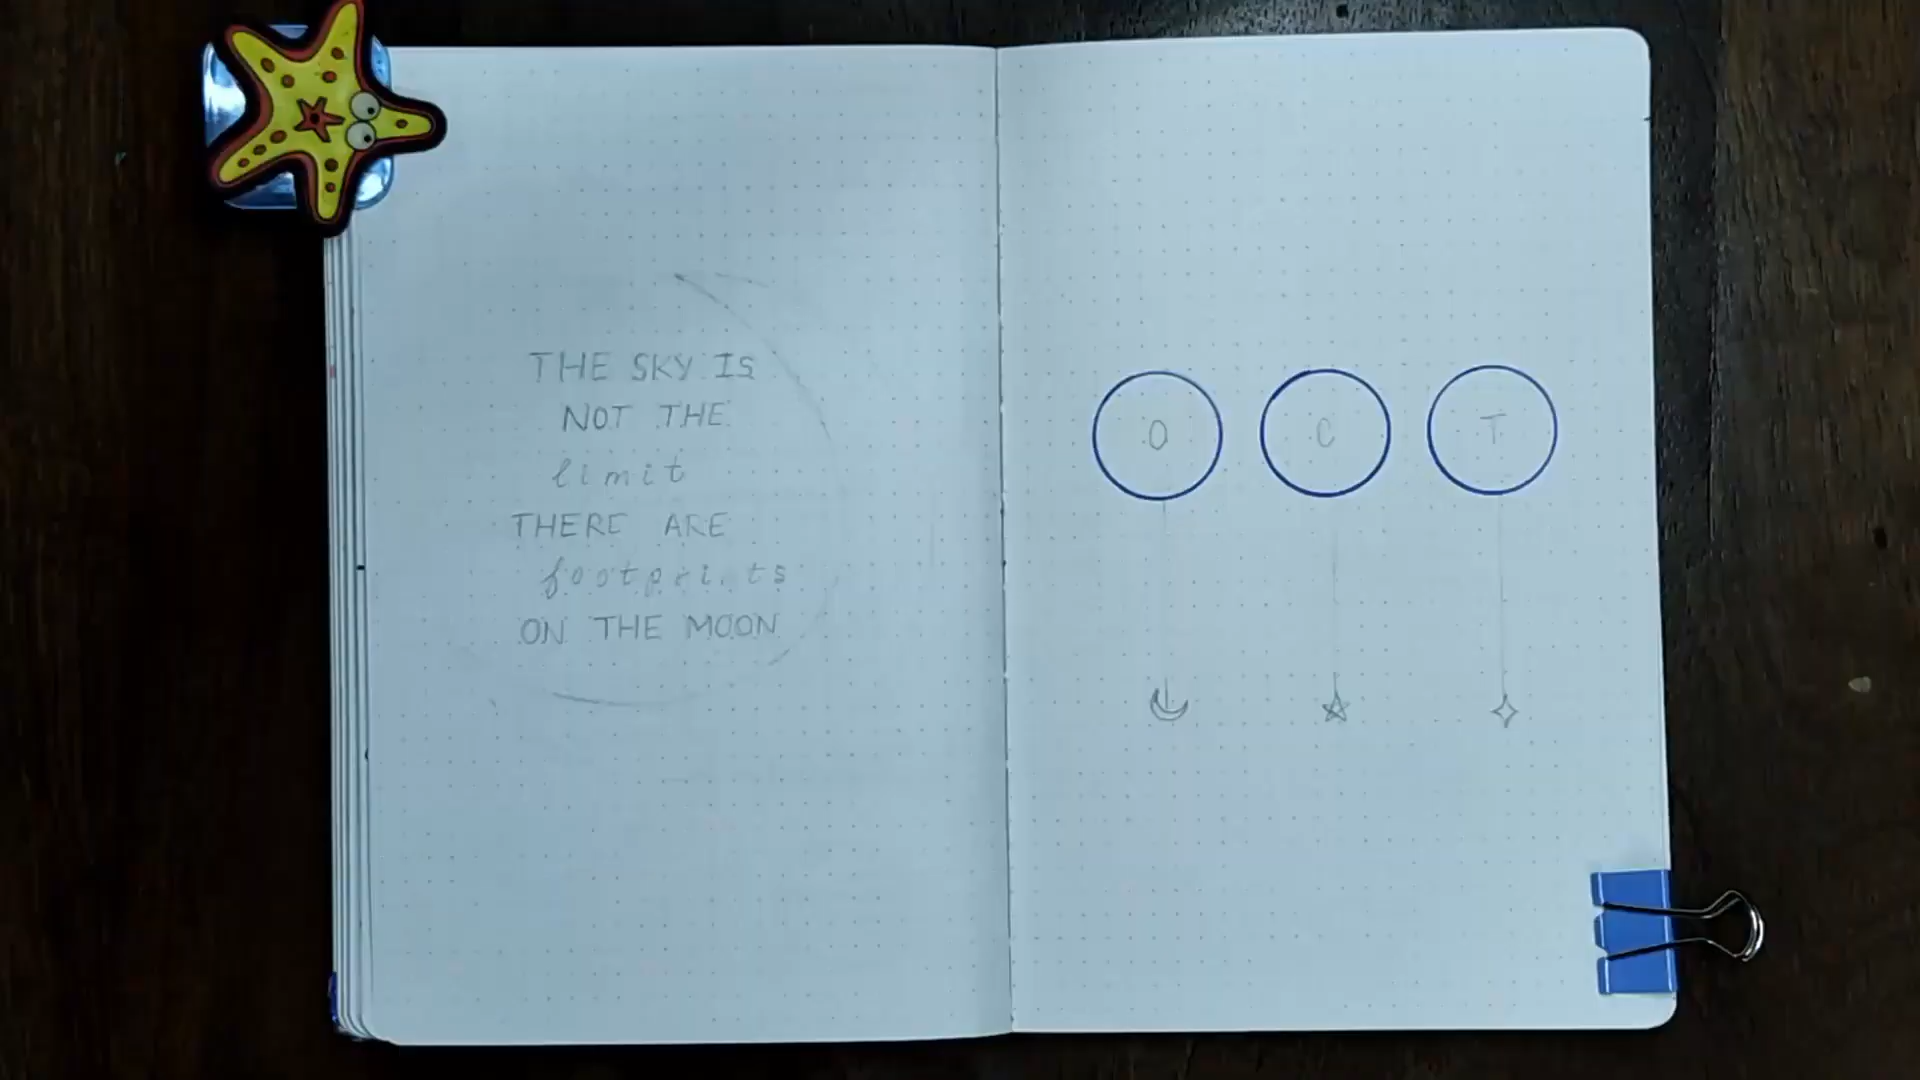 THE SKY IS
NOT THE
limit
THERE ARE
footprints
ON THE MOON
O C T